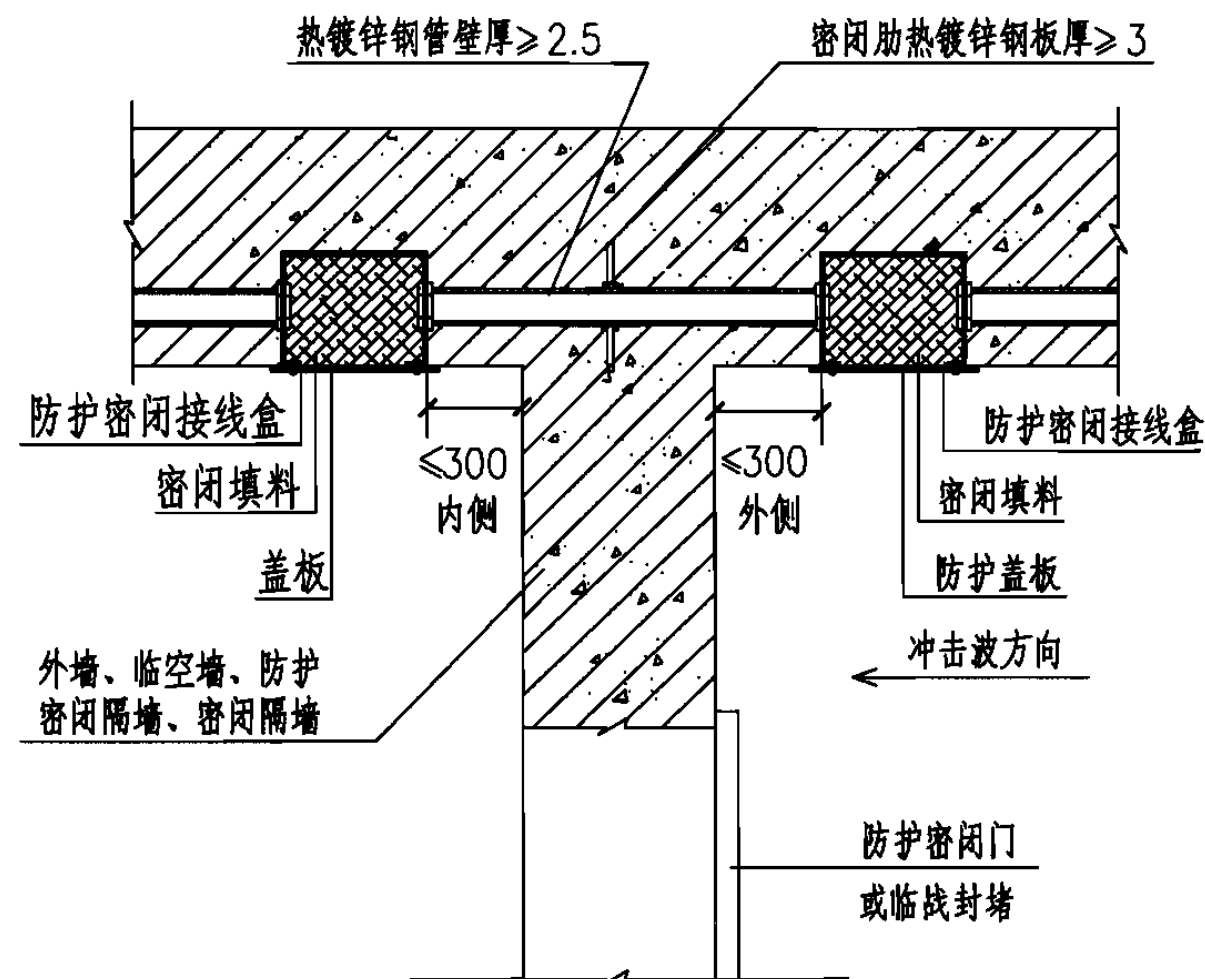 热镀锌钢管壁厚≥2.5
密闭肋热镀锌钢板厚≥3
防护密闭接线盒
密闭填料
盖板
≤300
内侧
≤300
外侧
防护密闭接线盒
密闭填料
防护盖板
冲击波方向
外墙、临空墙、防护
密闭隔墙、密闭隔墙
防护密闭门
或临战封堵